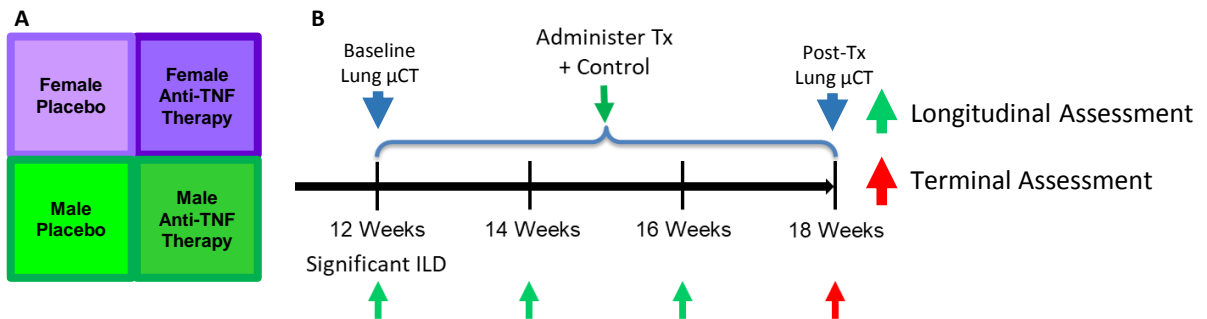 A
Female
Placebo
Female
Anti-TNF
Therapy
Male
Placebo
Male
Anti-TNF
Therapy
B
Baseline
Lung µCT
Administer Tx
+ Control
Post-Tx
Lung µCT
Longitudinal Assessment
Terminal Assessment
12 Weeks
14 Weeks
16 Weeks
18 Weeks
Significant ILD